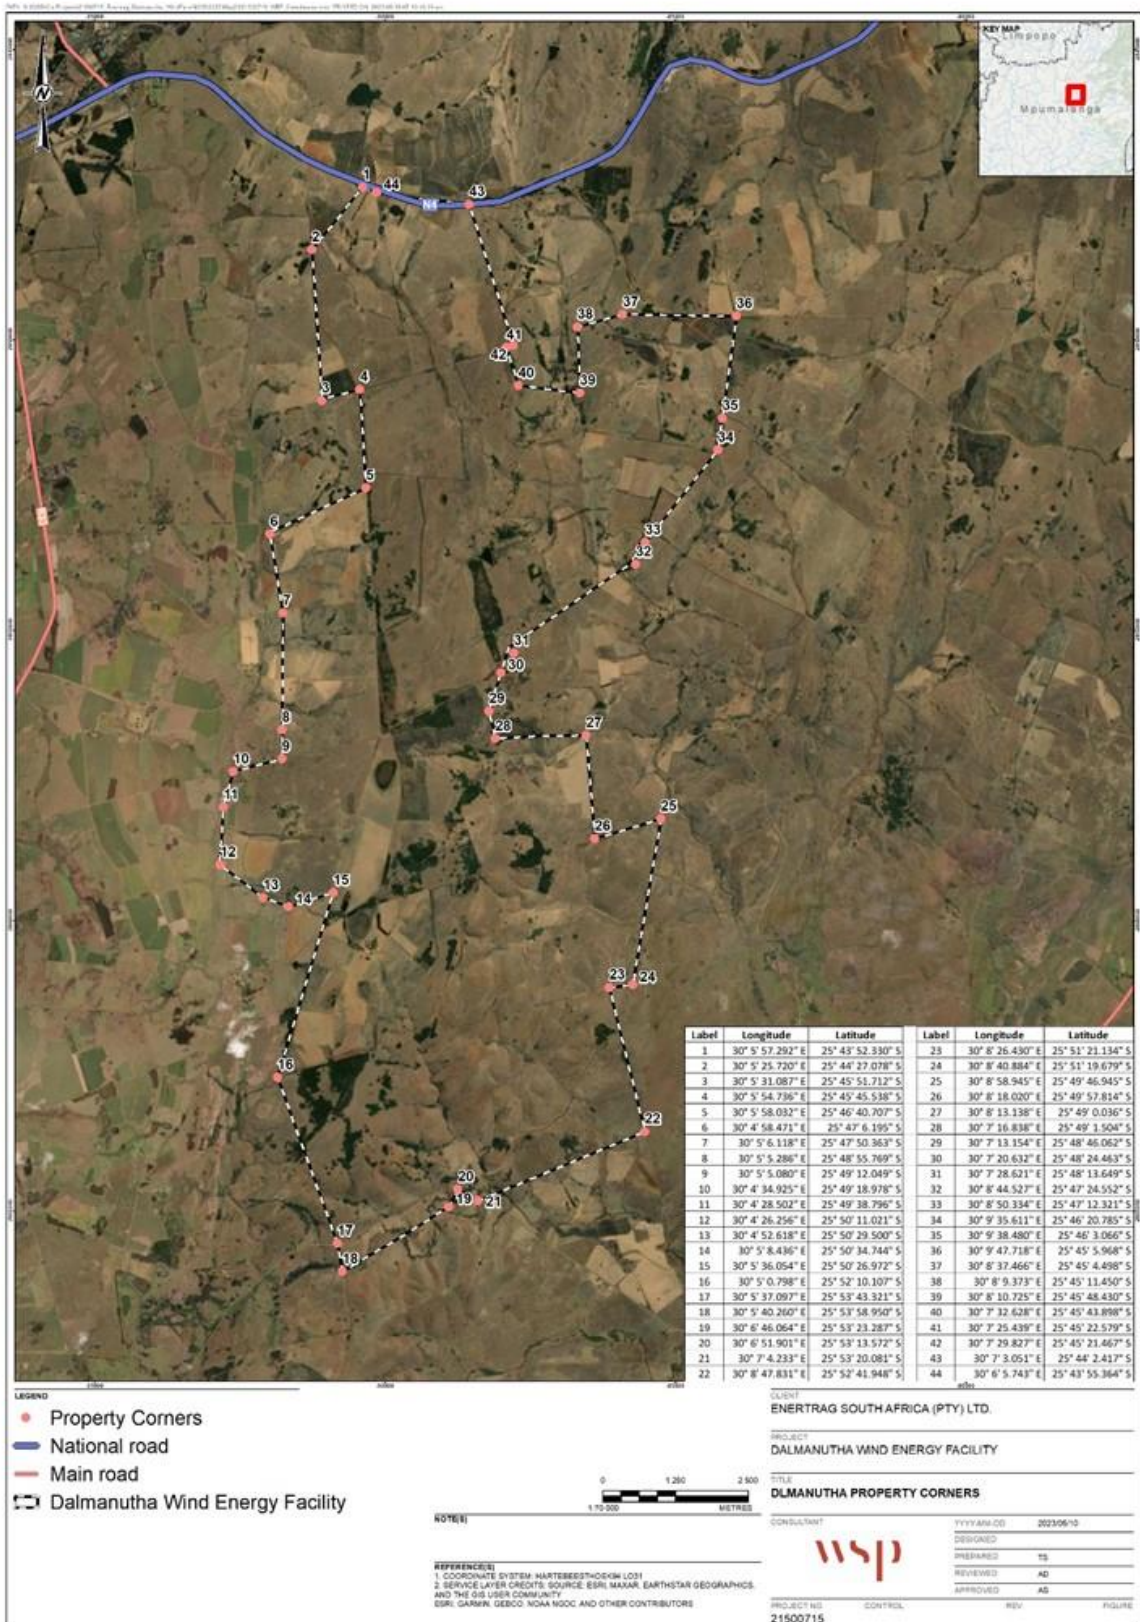 KEY MAP
Limpopo
Mpumalanga
N
N4
1
44
43
2
37
36
38
41
42
4
40
39
3
35
34
5
6
33
32
7
31
30
29
8
28
27
9
10
11
25
26
12
13
14
15
23
24
16
22
20
19
21
17
18
Label Longitude Latitude Label Longitude Latitude
1 30° 5' 57.292" E 25° 43' 52.330" S 23 30° 8' 26.430" E 25° 51' 21.134" S
2 30° 5' 25.720" E 25° 44' 27.078" S 24 30° 8' 40.884" E 25° 51' 19.679" S
3 30° 5' 31.087" E 25° 45' 51.712" S 25 30° 8' 58.945" E 25° 49' 46.945" S
4 30° 5' 54.736" E 25° 45' 45.538" S 26 30° 8' 18.020" E 25° 49' 57.814" S
5 30° 5' 58.032" E 25° 46' 40.707" S 27 30° 8' 13.138" E 25° 49' 0.036" S
6 30° 4' 58.471" E 25° 47' 6.195" S 28 30° 7' 16.838" E 25° 49' 1.504" S
7 30° 5' 6.118" E 25° 47' 50.363" S 29 30° 7' 13.154" E 25° 48' 46.062" S
8 30° 5' 5.286" E 25° 48' 55.769" S 30 30° 7' 20.632" E 25° 48' 24.463" S
9 30° 5' 5.080" E 25° 49' 12.049" S 31 30° 7' 28.621" E 25° 48' 13.649" S
10 30° 4' 34.925" E 25° 49' 18.978" S 32 30° 8' 44.527" E 25° 47' 24.552" S
11 30° 4' 28.502" E 25° 49' 38.796" S 33 30° 8' 50.334" E 25° 47' 12.321" S
12 30° 4' 26.256" E 25° 50' 11.021" S 34 30° 9' 35.611" E 25° 46' 20.785" S
13 30° 4' 52.618" E 25° 50' 29.500" S 35 30° 9' 38.480" E 25° 46' 3.066" S
14 30° 5' 8.436" E 25° 50' 34.744" S 36 30° 9' 47.718" E 25° 45' 5.968" S
15 30° 5' 36.054" E 25° 50' 26.972" S 37 30° 8' 37.466" E 25° 45' 4.498" S
16 30° 5' 0.798" E 25° 52' 10.107" S 38 30° 8' 9.373" E 25° 45' 11.450" S
17 30° 5' 37.097" E 25° 53' 43.321" S 39 30° 8' 10.725" E 25° 45' 48.430" S
18 30° 5' 40.260" E 25° 53' 58.950" S 40 30° 7' 32.628" E 25° 45' 43.898" S
19 30° 6' 46.064" E 25° 53' 23.287" S 41 30° 7' 25.439" E 25° 45' 22.579" S
20 30° 6' 51.901" E 25° 53' 13.572" S 42 30° 7' 29.827" E 25° 45' 21.467" S
21 30° 7' 4.233" E 25° 53' 20.081" S 43 30° 7' 3.051" E 25° 44' 2.417" S
22 30° 8' 47.831" E 25° 52' 41.948" S 44 30° 6' 5.743" E 25° 43' 55.364" S
LEGEND
Property Corners
National road
Main road
Dalmanutha Wind Energy Facility
0 1 250 2 500
1:70 000 METRES
NOTE(S)
REFERENCE(S)
1. COORDINATE SYSTEM: HARTEBEESTHOEK94 LO31
2. SERVICE LAYER CREDITS: SOURCE: ESRI, MAXAR, EARTHSTAR GEOGRAPHICS,
AND THE GIS USER COMMUNITY
ESRI, GARMIN, GEBCO, NOAA NGDC, AND OTHER CONTRIBUTORS
CLIENT
ENERTRAG SOUTH AFRICA (PTY) LTD.
PROJECT
DALMANUTHA WIND ENERGY FACILITY
TITLE
DLMANUTHA PROPERTY CORNERS
CONSULTANT
wsp
YYYY-MM-DD 2023/06/10
DESIGNED
PREPARED TS
REVIEWED AD
APPROVED AS
PROJECT NO. CONTROL REV FIGURE
21500715